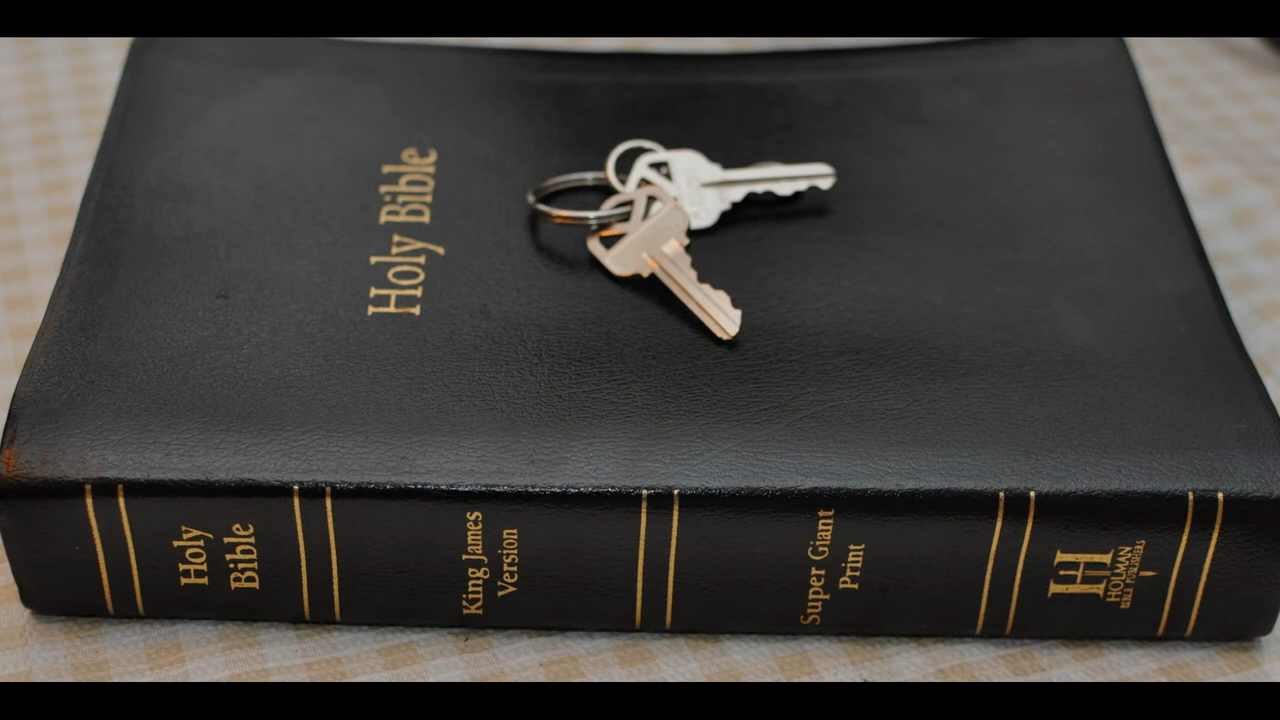 Holy Bible
Holy
Bible
King James
Version
Super Giant
Print
H
HOLMAN
BIBLE PUBLISHERS